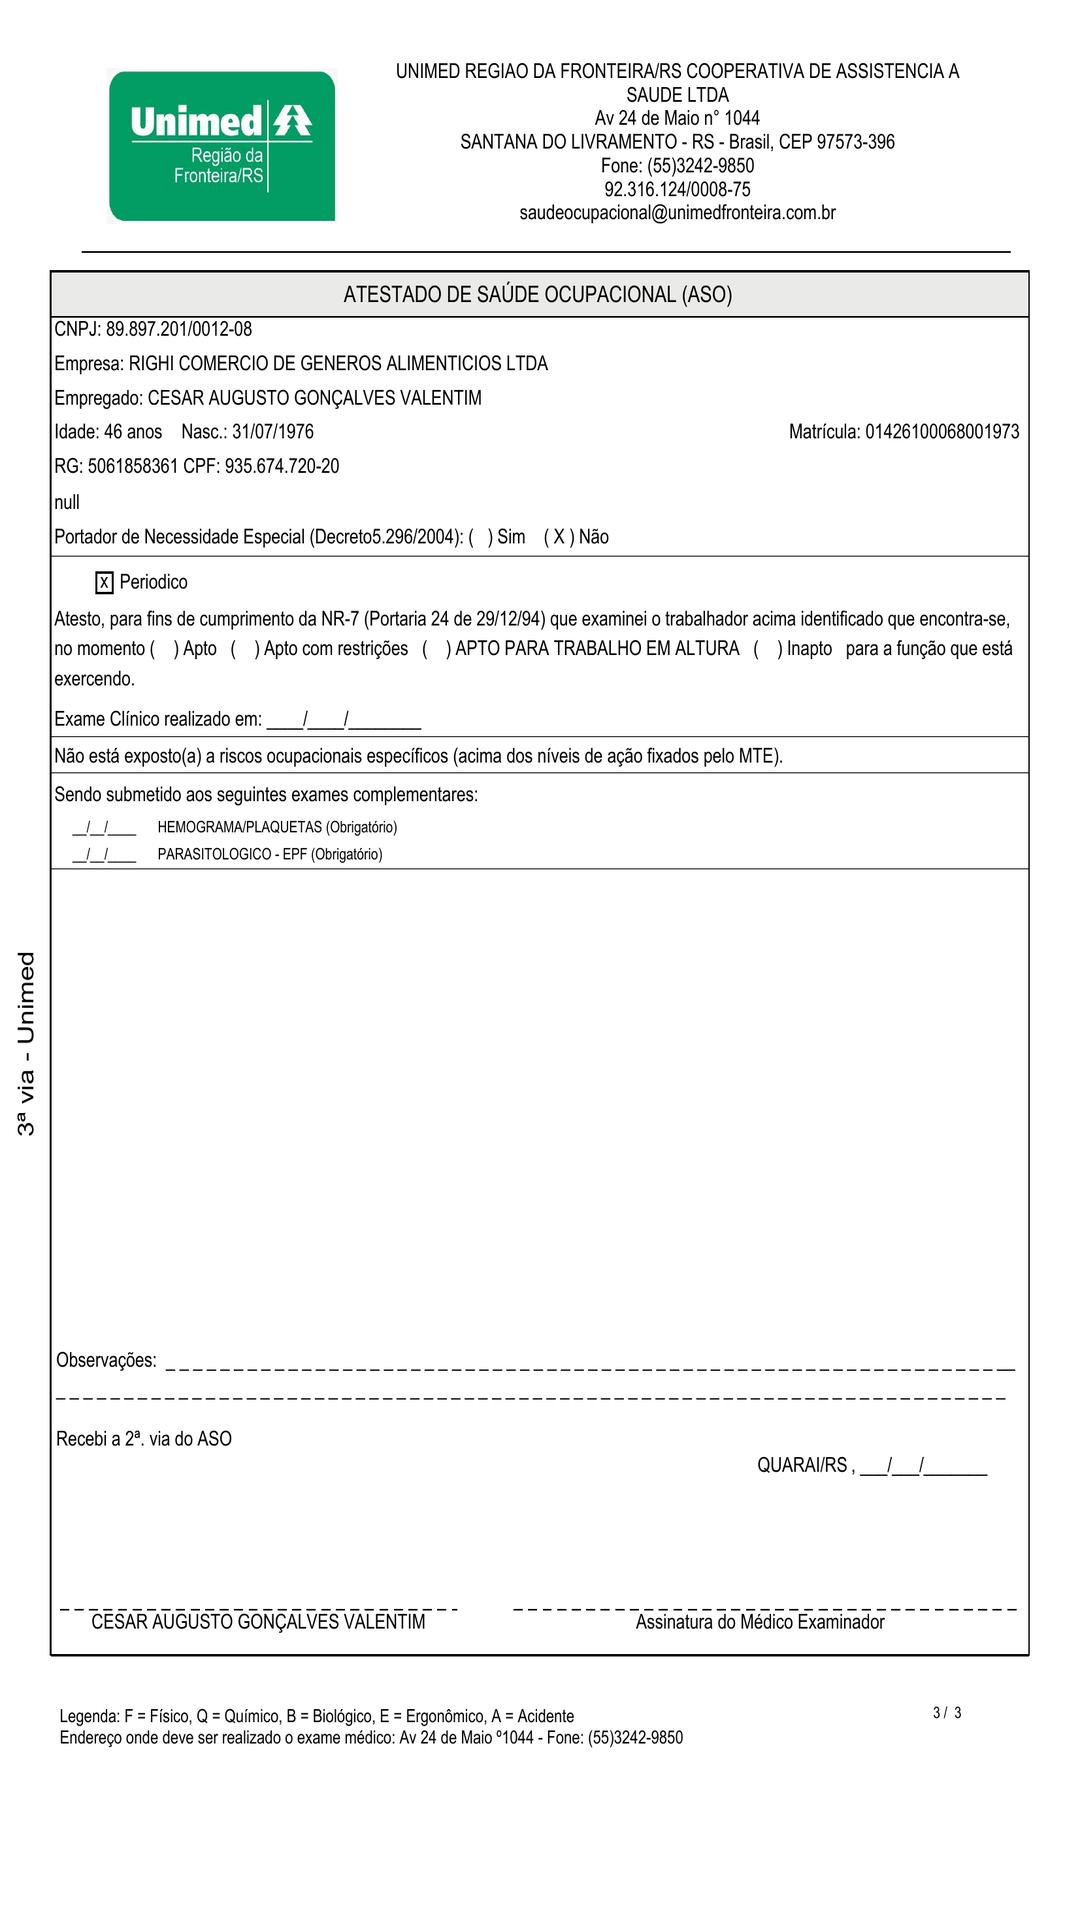 Unimed
Região da
Fronteira/RS
UNIMED REGIAO DA FRONTEIRA/RS COOPERATIVA DE ASSISTENCIA A
SAUDE LTDA
Av 24 de Maio n° 1044
SANTANA DO LIVRAMENTO - RS - Brasil, CEP 97573-396
Fone: (55)3242-9850
92.316.124/0008-75
saudeocupacional@unimedfronteira.com.br
ATESTADO DE SAÚDE OCUPACIONAL (ASO)
CNPJ: 89.897.201/0012-08
Empresa: RIGHI COMERCIO DE GENEROS ALIMENTICIOS LTDA
Empregado: CESAR AUGUSTO GONÇALVES VALENTIM
Idade: 46 anos Nasc.: 31/07/1976 Matrícula: 01426100068001973
RG: 5061858361 CPF: 935.674.720-20
null
Portador de Necessidade Especial (Decreto5.296/2004): ( ) Sim ( X ) Não
X Periodico
Atesto, para fins de cumprimento da NR-7 (Portaria 24 de 29/12/94) que examinei o trabalhador acima identificado que encontra-se,
no momento ( ) Apto ( ) Apto com restrições ( ) APTO PARA TRABALHO EM ALTURA ( ) Inapto para a função que está
exercendo.
Exame Clínico realizado em: ____/____/________
Não está exposto(a) a riscos ocupacionais específicos (acima dos níveis de ação fixados pelo MTE).
Sendo submetido aos seguintes exames complementares:
__/__/____ HEMOGRAMA/PLAQUETAS (Obrigatório)
__/__/____ PARASITOLOGICO - EPF (Obrigatório)
3ª via - Unimed
Observações:
Recebi a 2ª. via do ASO
QUARAI/RS , ___/___/_______
CESAR AUGUSTO GONÇALVES VALENTIM Assinatura do Médico Examinador
Legenda: F = Físico, Q = Químico, B = Biológico, E = Ergonômico, A = Acidente 3 / 3
Endereço onde deve ser realizado o exame médico: Av 24 de Maio º1044 - Fone: (55)3242-9850